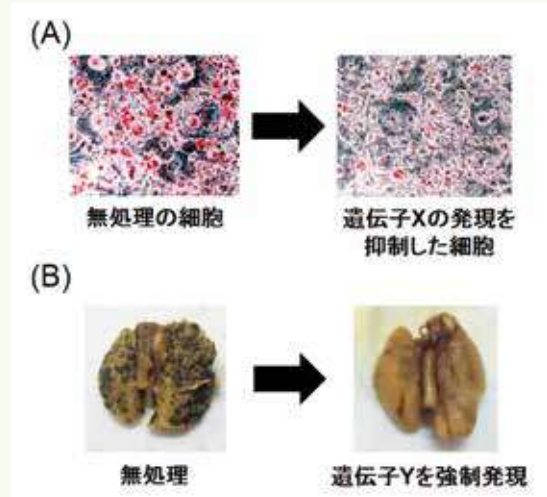 (A)
無処理の細胞
遺伝子Xの発現を
抑制した細胞
(B)
無処理
遺伝子Yを強制発現